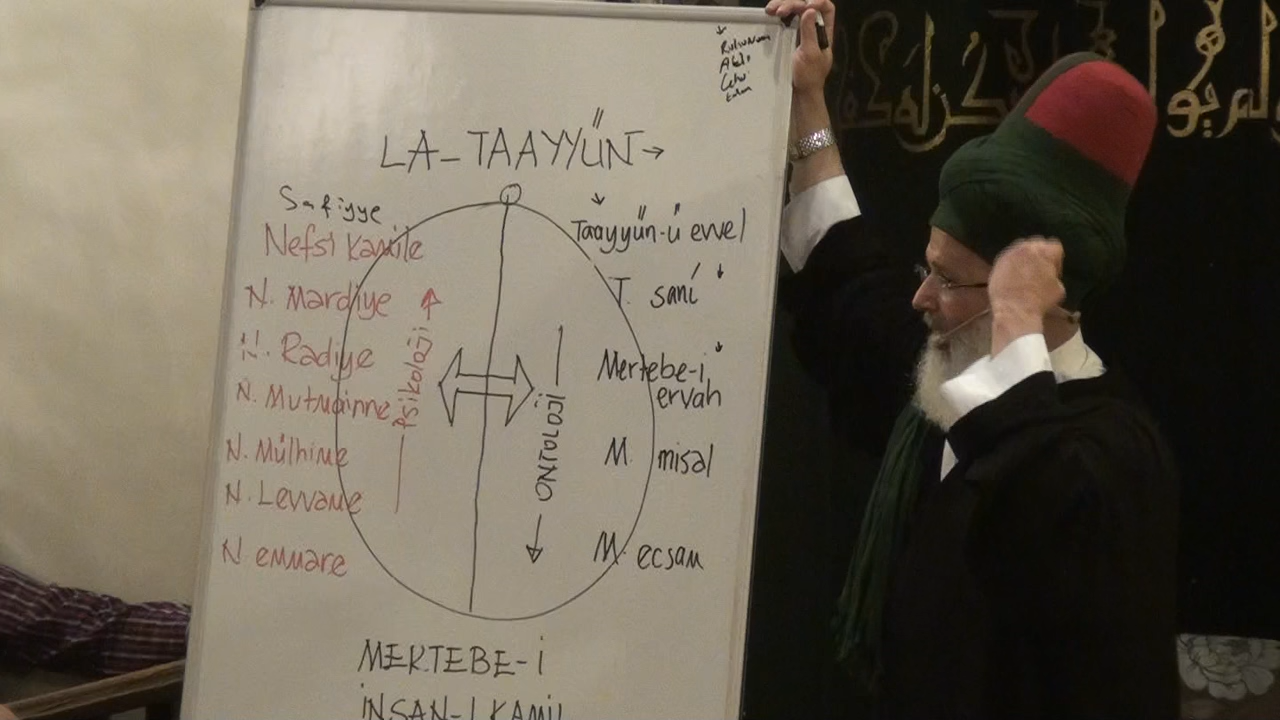 LA-TAAYYÜN →
Safiyye
Nefsi Kamile
N. Mardiye
N. Radiye
N. Mutmainne
N. Mülhime
N. Levvame
N. emmare
Psikoloji
ONTOLOJİ
Taayyün-ü evvel
T. sani
Mertebe-i
ervah
M. misal
M. ecsam
MERTEBE-İ
İNSAN-I KAMİL